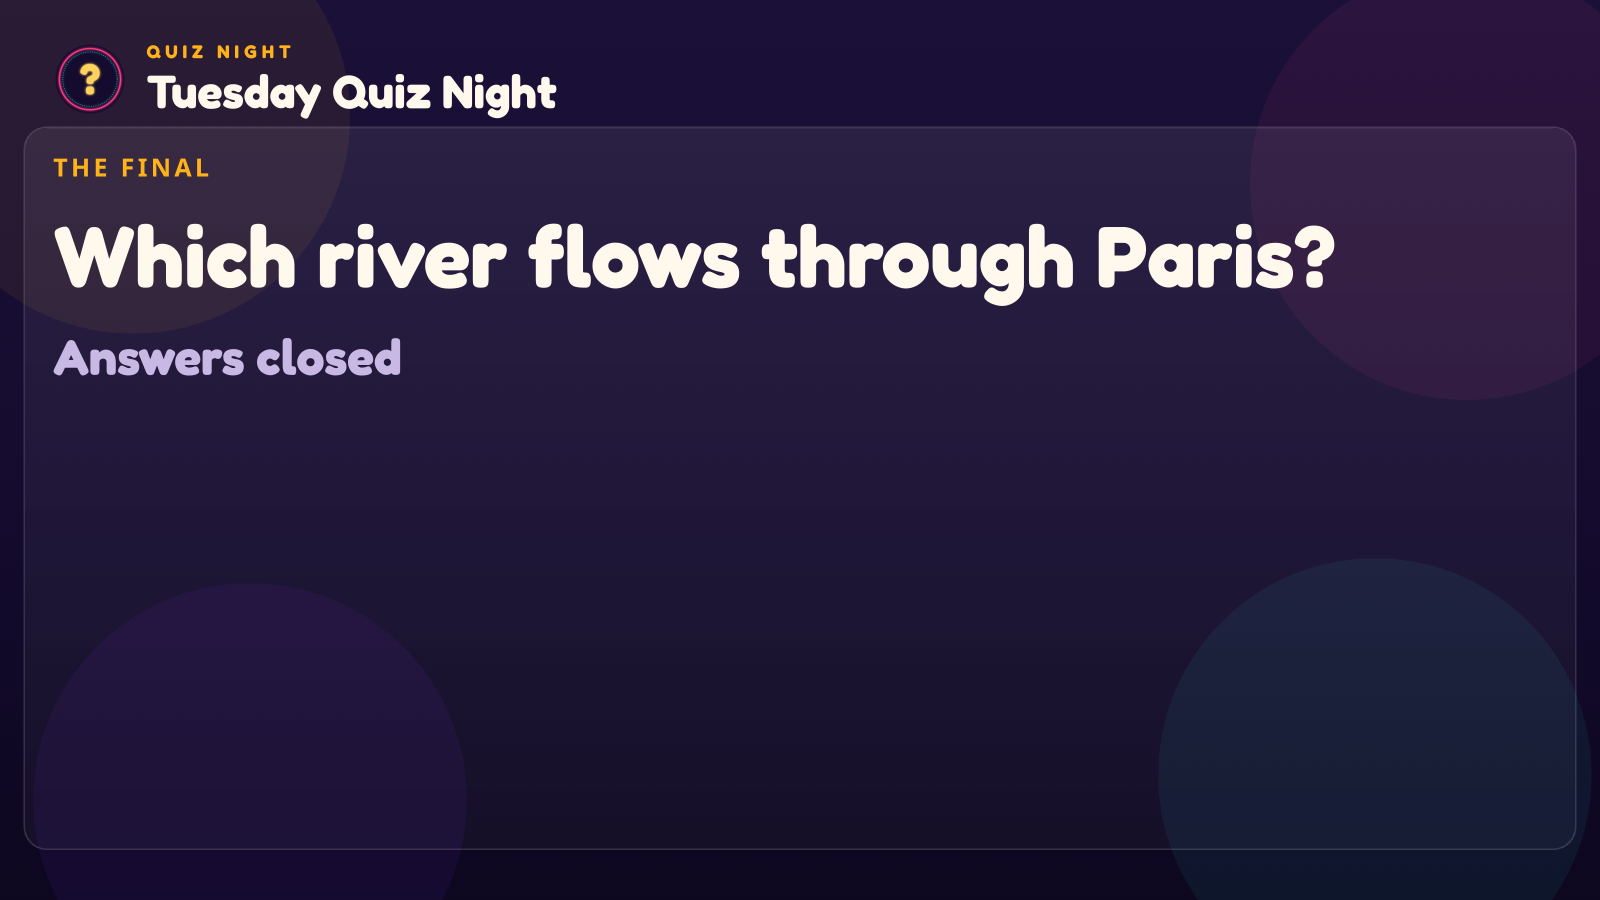 ?
QUIZ NIGHT
Tuesday Quiz Night
THE FINAL
Which river flows through Paris?
Answers closed